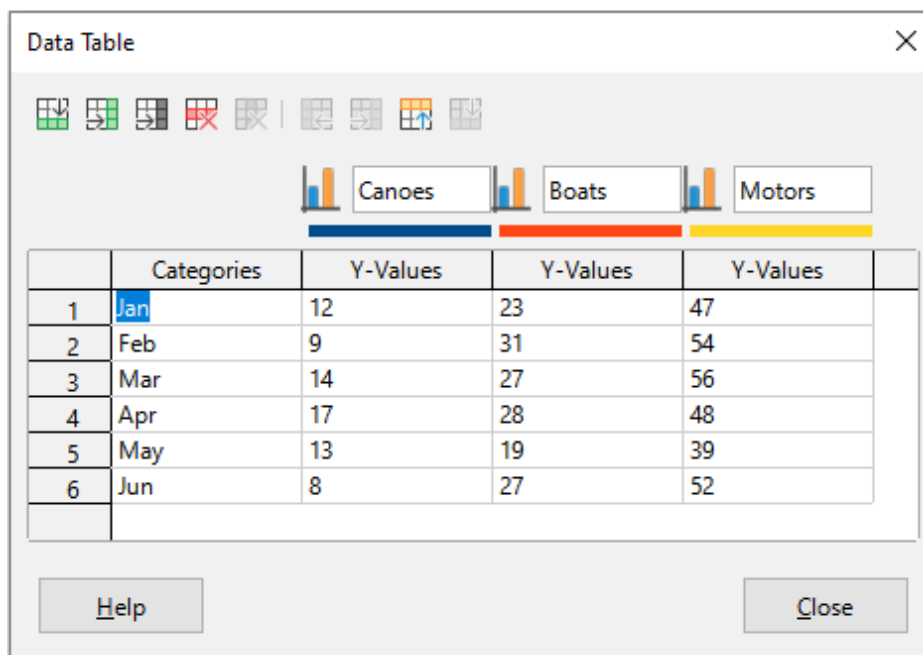 Data Table
Canoes Boats Motors
Categories Y-Values Y-Values Y-Values
1 Jan 12 23 47
2 Feb 9 31 54
3 Mar 14 27 56
4 Apr 17 28 48
5 May 13 19 39
6 Jun 8 27 52
Help Close